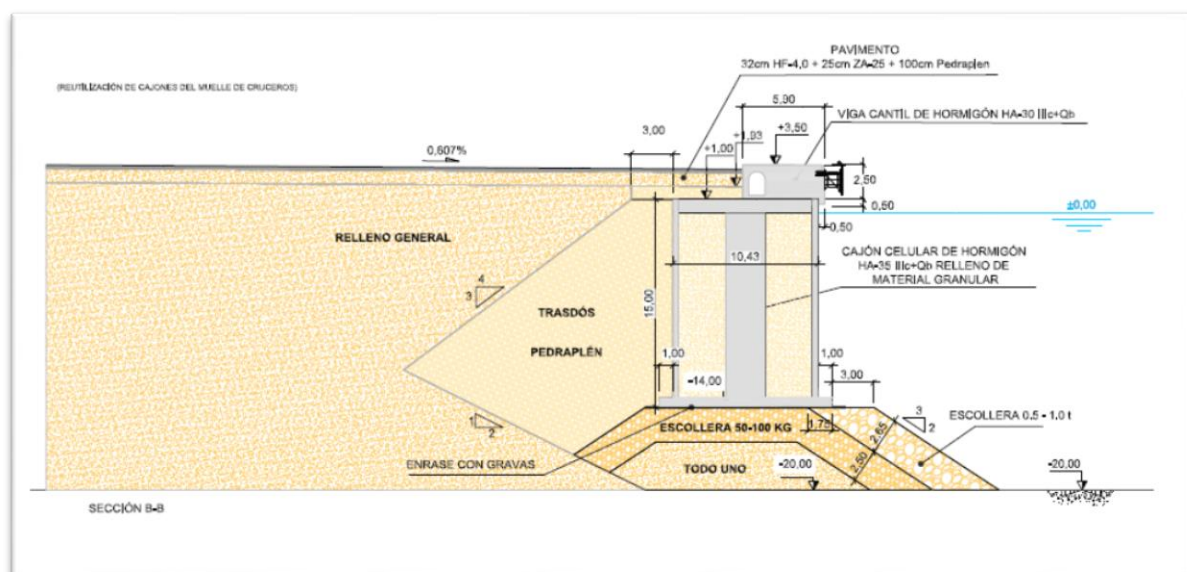 PAVIMENTO
32cm HF-4,0 + 25cm ZA-25 + 100cm Pedraplen
(REUTILIZACIÓN DE CAJONES DEL MUELLE DE CRUCEROS)
5,90
VIGA CANTIL DE HORMIGÓN HA-30 IIIc+Qb
3,00
+3,50
+1,93
+1,00
0,607%
2,50
0,50
±0,00
0,50
RELLENO GENERAL
CAJÓN CELULAR DE HORMIGÓN
HA-35 IIIc+Qb RELLENO DE
MATERIAL GRANULAR
10,43
4
3
15,00
TRASDÓS
PEDRAPLÉN
1,00
1,00
-14,00
3,00
1
2
ESCOLLERA 50-100 KG
1,75
3
2
ESCOLLERA 0.5 - 1.0 t
2,65
2,50
ENRASE CON GRAVAS
TODO UNO
-20,00
-20,00
SECCIÓN B-B